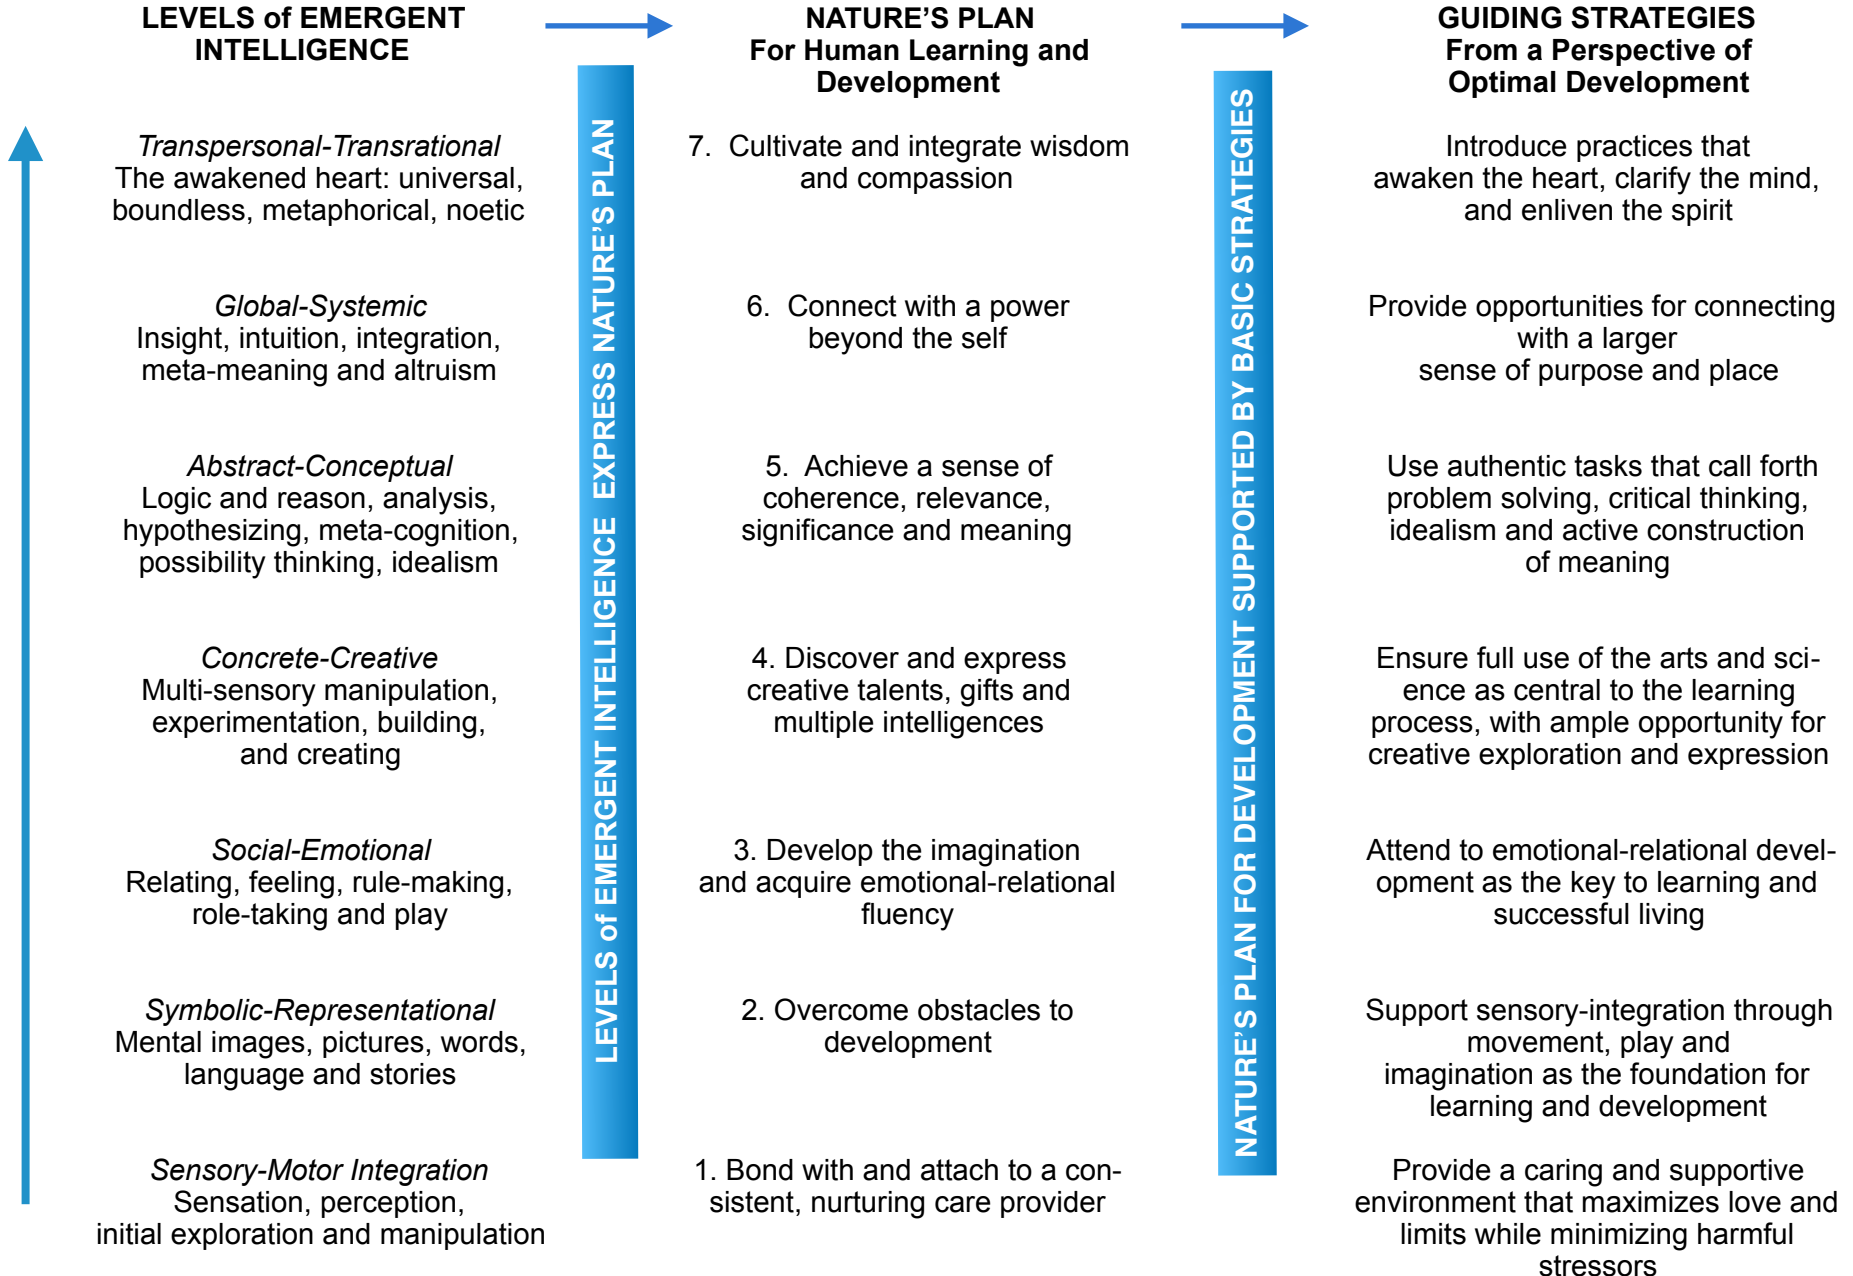 LEVELS of EMERGENT
INTELLIGENCE
NATURE’S PLAN
For Human Learning and
Development
GUIDING STRATEGIES
From a Perspective of
Optimal Development
LEVELS of EMERGENT INTELLIGENCE EXPRESS NATURE’S PLAN
NATURE’S PLAN FOR DEVELOPMENT SUPPORTED BY BASIC STRATEGIES
Transpersonal-Transrational
The awakened heart: universal,
boundless, metaphorical, noetic
7. Cultivate and integrate wisdom
and compassion
Introduce practices that
awaken the heart, clarify the mind,
and enliven the spirit
Global-Systemic
Insight, intuition, integration,
meta-meaning and altruism
6. Connect with a power
beyond the self
Provide opportunities for connecting
with a larger
sense of purpose and place
Abstract-Conceptual
Logic and reason, analysis,
hypothesizing, meta-cognition,
possibility thinking, idealism
5. Achieve a sense of
coherence, relevance,
significance and meaning
Use authentic tasks that call forth
problem solving, critical thinking,
idealism and active construction
of meaning
Concrete-Creative
Multi-sensory manipulation,
experimentation, building,
and creating
4. Discover and express
creative talents, gifts and
multiple intelligences
Ensure full use of the arts and sci-
ence as central to the learning
process, with ample opportunity for
creative exploration and expression
Social-Emotional
Relating, feeling, rule-making,
role-taking and play
3. Develop the imagination
and acquire emotional-relational
fluency
Attend to emotional-relational devel-
opment as the key to learning and
successful living
Symbolic-Representational
Mental images, pictures, words,
language and stories
2. Overcome obstacles to
development
Support sensory-integration through
movement, play and
imagination as the foundation for
learning and development
Sensory-Motor Integration
Sensation, perception,
initial exploration and manipulation
1. Bond with and attach to a con-
sistent, nurturing care provider
Provide a caring and supportive
environment that maximizes love and
limits while minimizing harmful
stressors